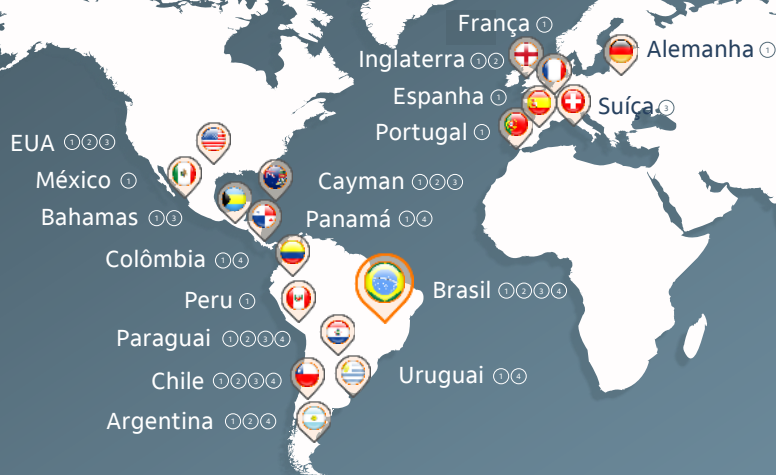 França ①
Inglaterra ①②
Alemanha ①
Espanha ①
Suíça ③
Portugal ①
EUA ①②③
México ①
Cayman ①②③
Bahamas ①③
Panamá ①④
Colômbia ①④
Brasil ①②③④
Peru ①
Paraguai ①②③④
Chile ①②③④
Uruguai ①④
Argentina ①②④